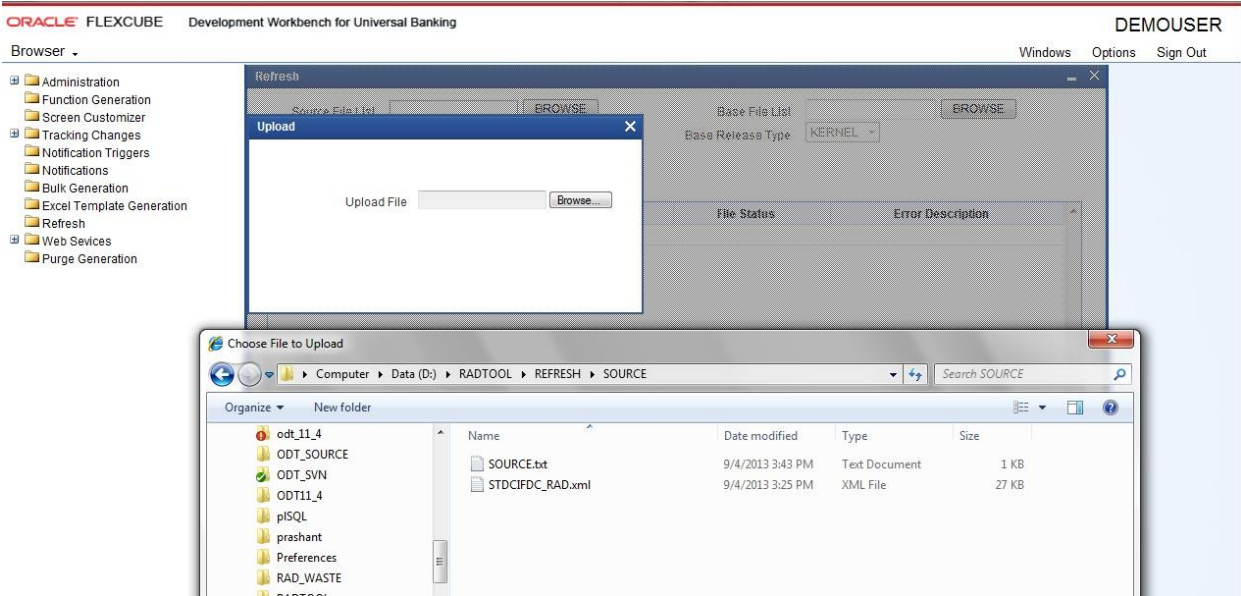 ORACLE FLEXCUBE Development Workbench for Universal Banking DEMOUSER
Browser Windows Options Sign Out
Administration
Function Generation
Screen Customizer
Tracking Changes
Notification Triggers
Notifications
Bulk Generation
Excel Template Generation
Refresh
Web Sevices
Purge Generation
Refresh
Source File List BROWSE Base File List BROWSE
Base Release Type KERNEL
File Status Error Description
Upload
Upload File Browse...
Choose File to Upload
Computer Data (D:) RADTOOL REFRESH SOURCE Search SOURCE
Organize New folder
odt_11_4
ODT_SOURCE
ODT_SVN
ODT11_4
plSQL
prashant
Preferences
RAD_WASTE
RADTOOL
Name Date modified Type Size
SOURCE.txt 9/4/2013 3:43 PM Text Document 1 KB
STDCIFDC_RAD.xml 9/4/2013 3:25 PM XML File 27 KB